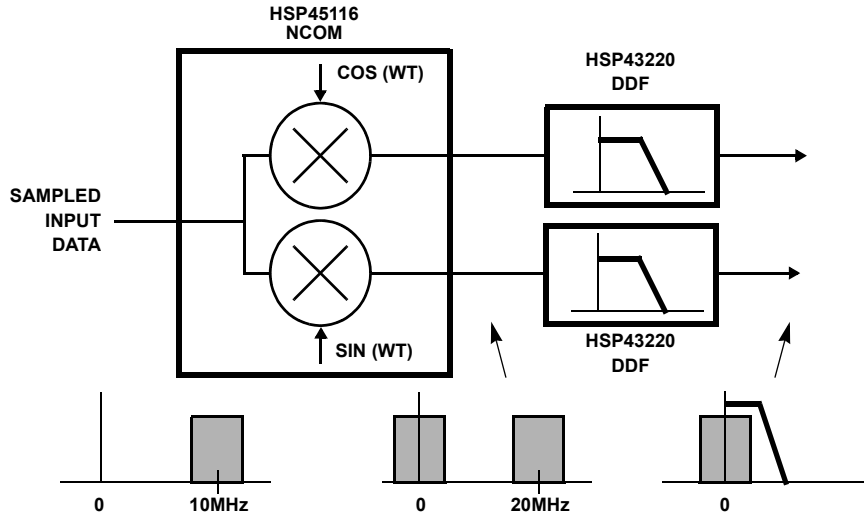 HSP45116
NCOM
COS (WT)
HSP43220
DDF
SAMPLED
INPUT
DATA
SIN (WT)
HSP43220
DDF
0
10MHz
0
20MHz
0